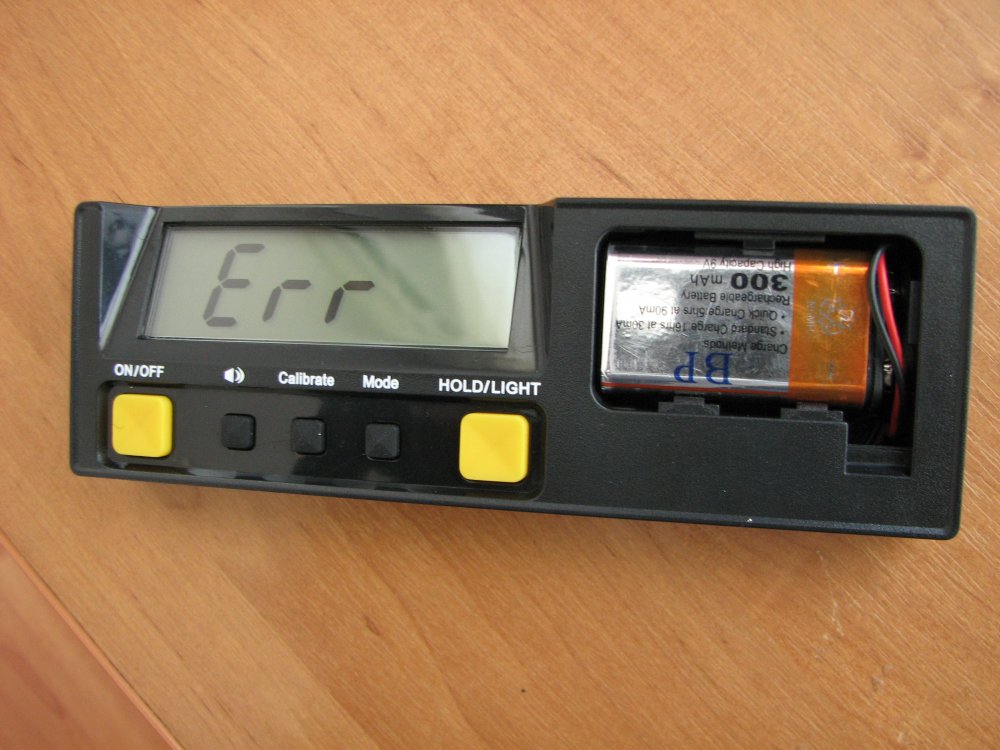 Err
ON/OFF
Calibrate
Mode
HOLD/LIGHT
BP
Charge Methods:
• Standard Charge 16hrs at 30mA
• Quick Charge/5hrs at 90mA
Rechargeable Battery
300 mAh
High Capacity 9V